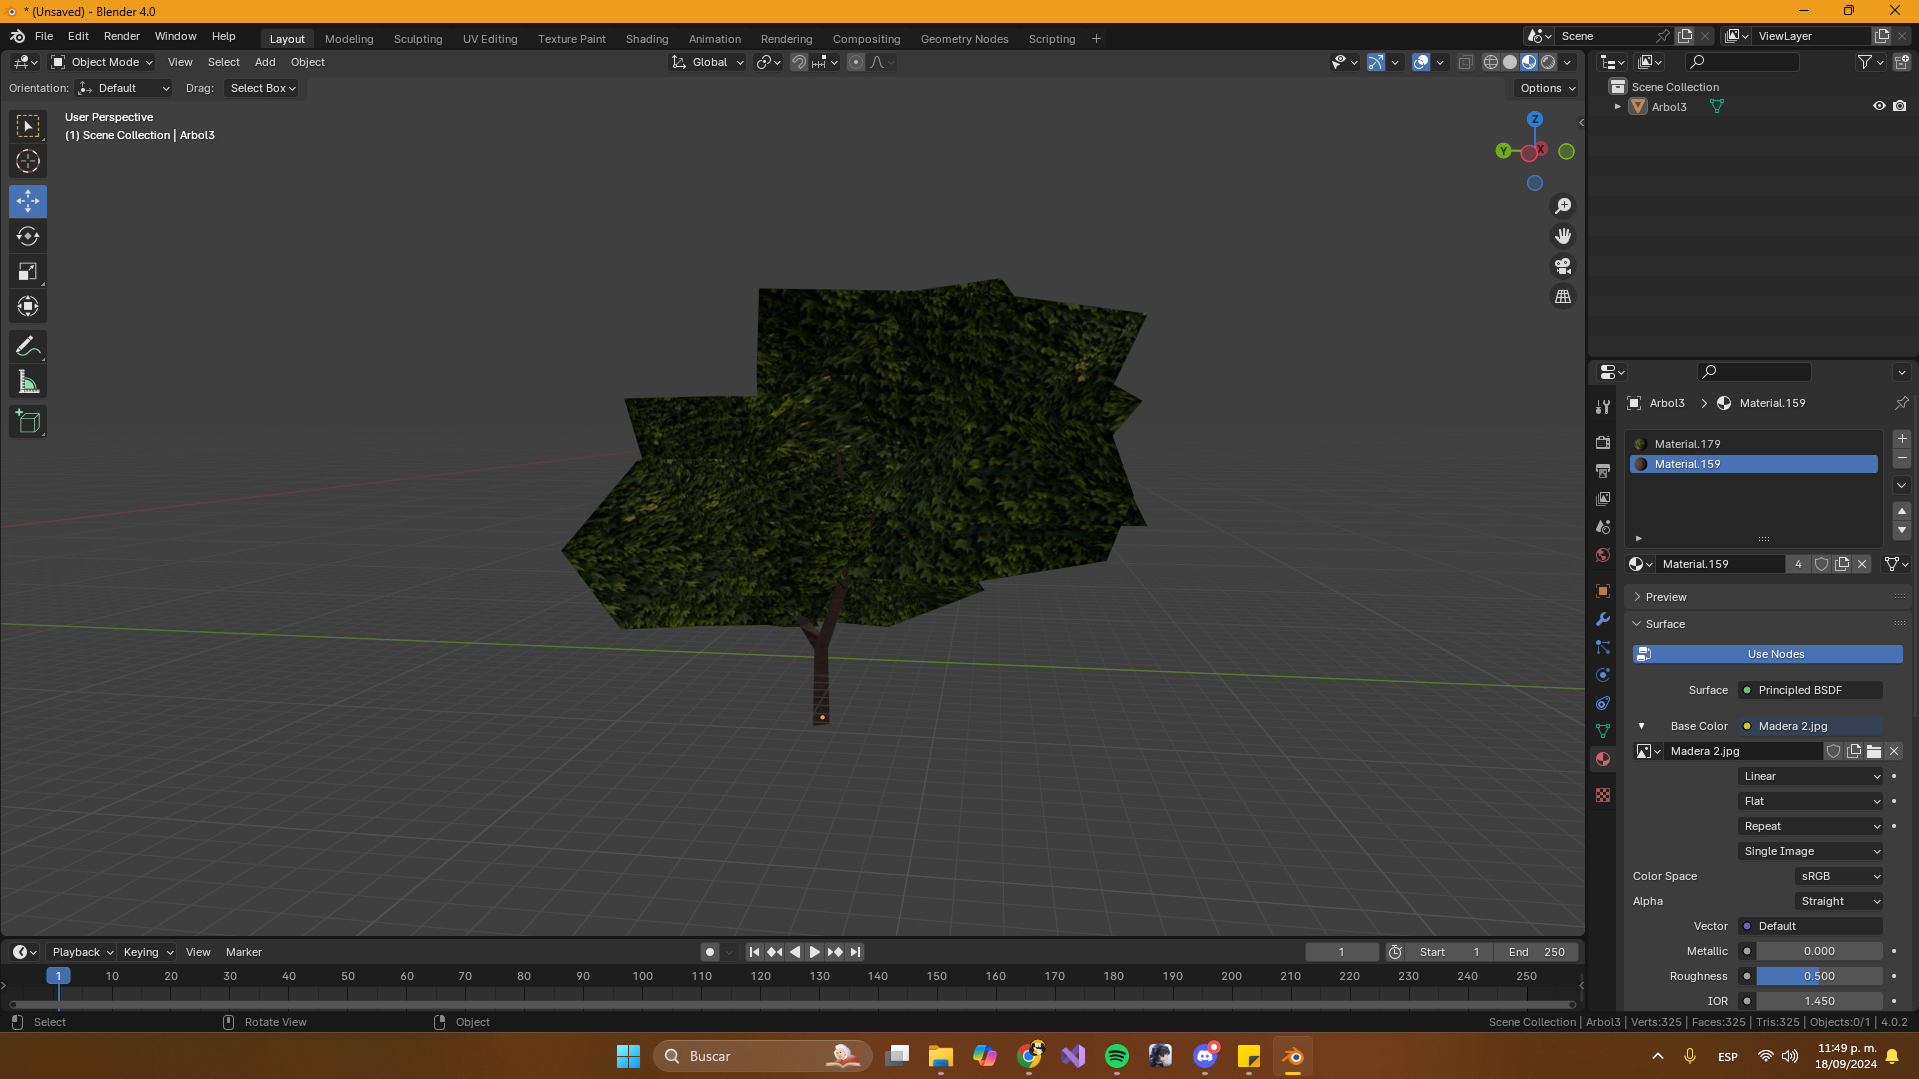 * (Unsaved) - Blender 4.0
File Edit Render Window Help
Layout Modeling Sculpting UV Editing Texture Paint Shading Animation Rendering Compositing Geometry Nodes Scripting +
Scene
ViewLayer
Object Mode View Select Add Object
Global
Orientation: Default Drag: Select Box
Options
User Perspective
(1) Scene Collection | Arbol3
Z
Y
X
Scene Collection
Arbol3
Arbol3 > Material.159
Material.179
Material.159
Material.159 4
Preview
Surface
Use Nodes
Surface Principled BSDF
Base Color Madera 2.jpg
Madera 2.jpg
Linear
Flat
Repeat
Single Image
Color Space sRGB
Alpha Straight
Vector Default
Metallic 0.000
Roughness 0.500
IOR 1.450
Playback Keying View Marker
1 Start 1 End 250
1 10 20 30 40 50 60 70 80 90 100 110 120 130 140 150 160 170 180 190 200 210 220 230 240 250
Select Rotate View Object
Scene Collection | Arbol3 | Verts:325 | Faces:325 | Tris:325 | Objects:0/1 | 4.0.2
Buscar
ESP
11:49 p. m.
18/09/2024